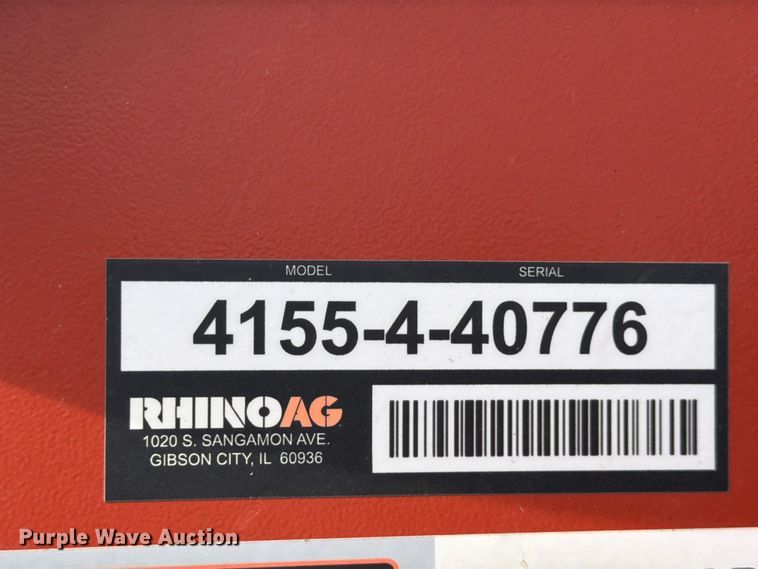 MODEL SERIAL
4155-4-40776
RHINOAG
1020 S. SANGAMON AVE.
GIBSON CITY, IL 60936
Purple Wave Auction